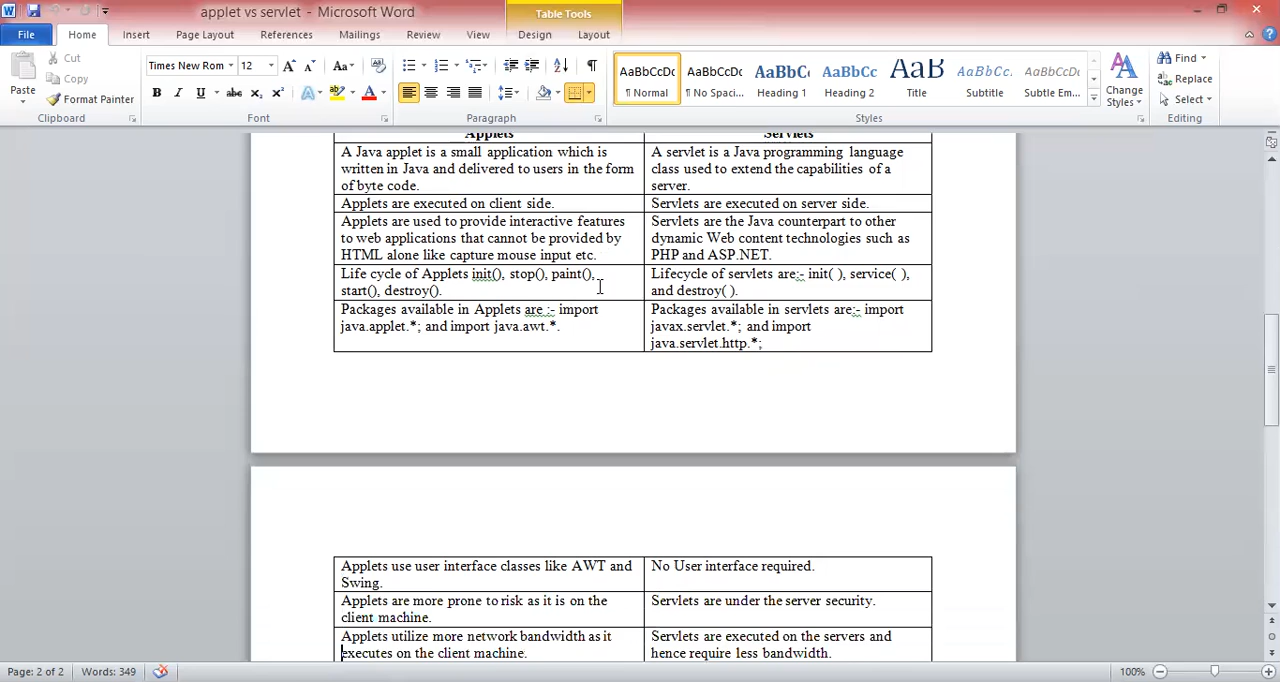 applet vs servlet - Microsoft Word
Table Tools
File Home Insert Page Layout References Mailings Review View Design Layout
Paste
Cut
Copy
Format Painter
Clipboard
Times New Rom 12
Font
Paragraph
AaBbCcDc AaBbCcDc AaBbCc AaBbCc AaB AaBbCc. AaBbCcDc
¶ Normal ¶ No Spaci... Heading 1 Heading 2 Title Subtitle Subtle Em...
Change
Styles
Styles
Find
Replace
Select
Editing
Applets Servlets
A Java applet is a small application which is
written in Java and delivered to users in the form
of byte code.
A servlet is a Java programming language
class used to extend the capabilities of a
server.
Applets are executed on client side.
Servlets are executed on server side.
Applets are used to provide interactive features
to web applications that cannot be provided by
HTML alone like capture mouse input etc.
Servlets are the Java counterpart to other
dynamic Web content technologies such as
PHP and ASP.NET.
Life cycle of Applets init(), stop(), paint(),
start(), destroy().
Lifecycle of servlets are:- init( ), service( ),
and destroy( ).
Packages available in Applets are :- import
java.applet.*; and import java.awt.*.
Packages available in servlets are:- import
javax.servlet.*; and import
java.servlet.http.*;
Applets use user interface classes like AWT and
Swing.
No User interface required.
Applets are more prone to risk as it is on the
client machine.
Servlets are under the server security.
Applets utilize more network bandwidth as it
executes on the client machine.
Servlets are executed on the servers and
hence require less bandwidth.
Page: 2 of 2 Words: 349 100%